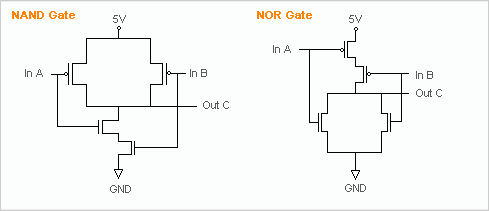 NAND Gate
5V
In A
In B
Out C
GND
NOR Gate
5V
In A
In B
Out C
GND